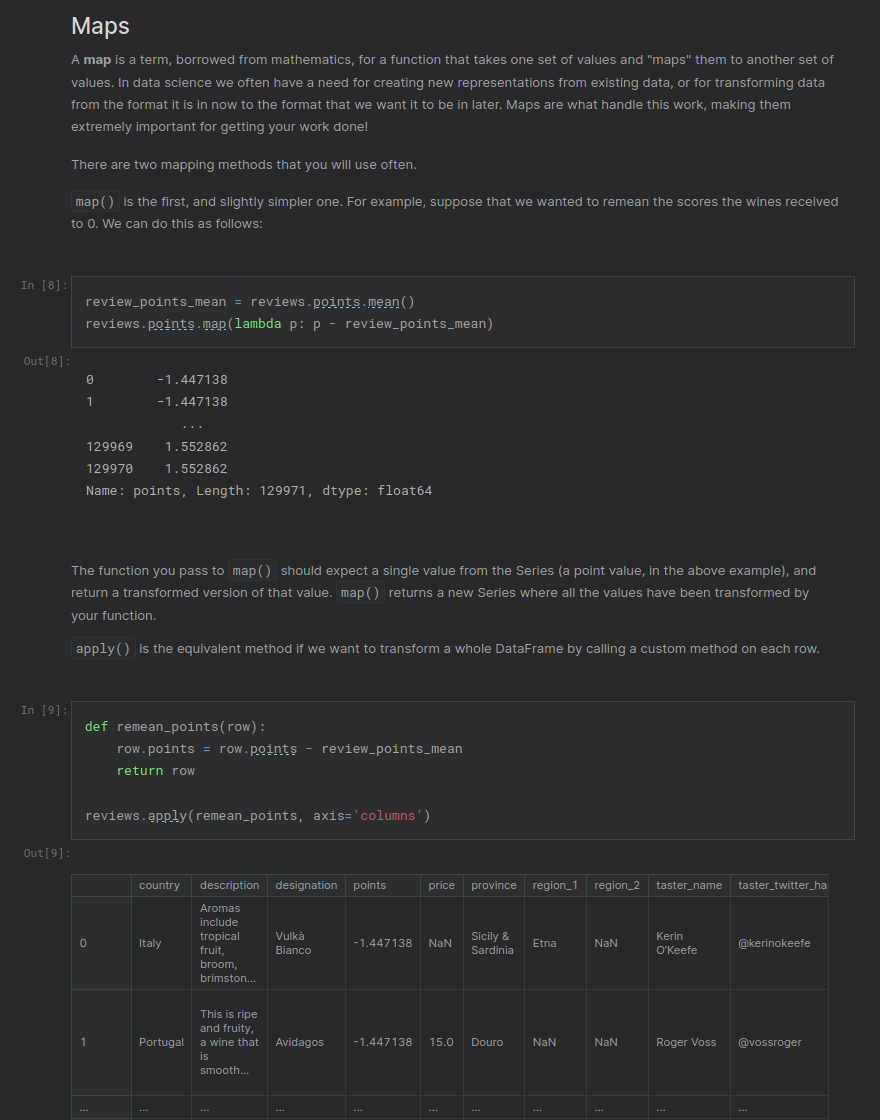 Maps
A map is a term, borrowed from mathematics, for a function that takes one set of values and "maps" them to another set of
values. In data science we often have a need for creating new representations from existing data, or for transforming data
from the format it is in now to the format that we want it to be in later. Maps are what handle this work, making them
extremely important for getting your work done!
There are two mapping methods that you will use often.
map() is the first, and slightly simpler one. For example, suppose that we wanted to remean the scores the wines received
to 0. We can do this as follows:
In [8]:
review_points_mean = reviews.points.mean()
reviews.points.map(lambda p: p - review_points_mean)
Out[8]:
0        -1.447138
1        -1.447138
...
129969    1.552862
129970    1.552862
Name: points, Length: 129971, dtype: float64
The function you pass to map() should expect a single value from the Series (a point value, in the above example), and
return a transformed version of that value. map() returns a new Series where all the values have been transformed by
your function.
apply() is the equivalent method if we want to transform a whole DataFrame by calling a custom method on each row.
In [9]:
def remean_points(row):
    row.points = row.points - review_points_mean
    return row
reviews.apply(remean_points, axis='columns')
Out[9]:
country description designation points price province region_1 region_2 taster_name taster_twitter_ha
0 Italy
Aromas
include
tropical
fruit,
broom,
brimston...
Vulkà
Bianco
-1.447138 NaN
Sicily &
Sardinia
Etna NaN
Kerin
O'Keefe
@kerinokeefe
1 Portugal
This is ripe
and fruity,
a wine that
is
smooth...
Avidagos -1.447138 15.0 Douro NaN NaN Roger Voss @vossroger
... ... ... ... ... ... ... ... ... ... ...